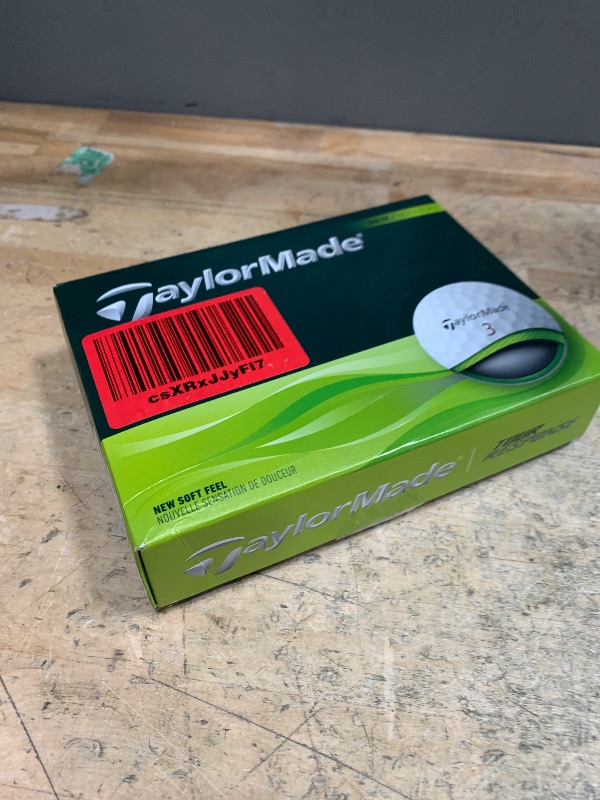 TaylorMade
csXRxJJyFI7
TaylorMade
3
NEW SOFT FEEL
NOUVELLE SENSATION DE DOUCEUR
TaylorMade
TOUR
RESPONSE